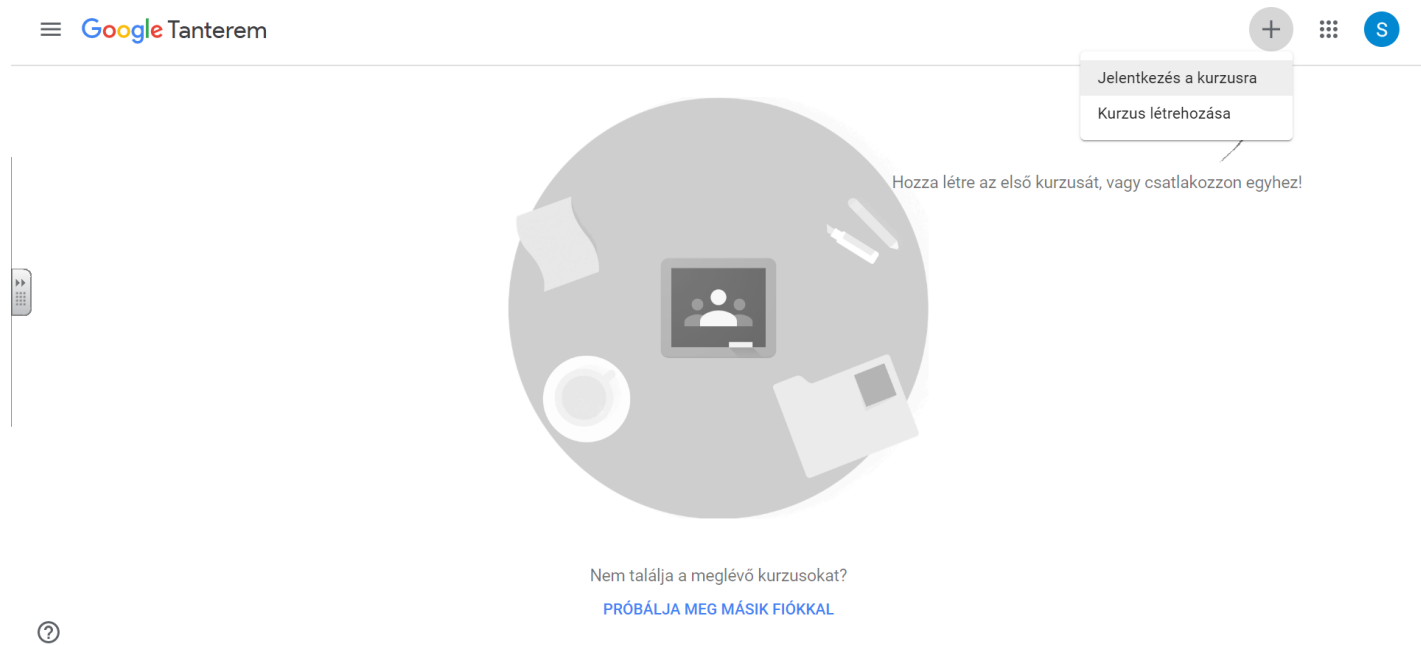 Google Tanterem
S
Jelentkezés a kurzusra
Kurzus létrehozása
Hozza létre az első kurzusát, vagy csatlakozzon egyhez!
Nem találja a meglévő kurzusokat?
PRÓBÁLJA MEG MÁSIK FIÓKKAL